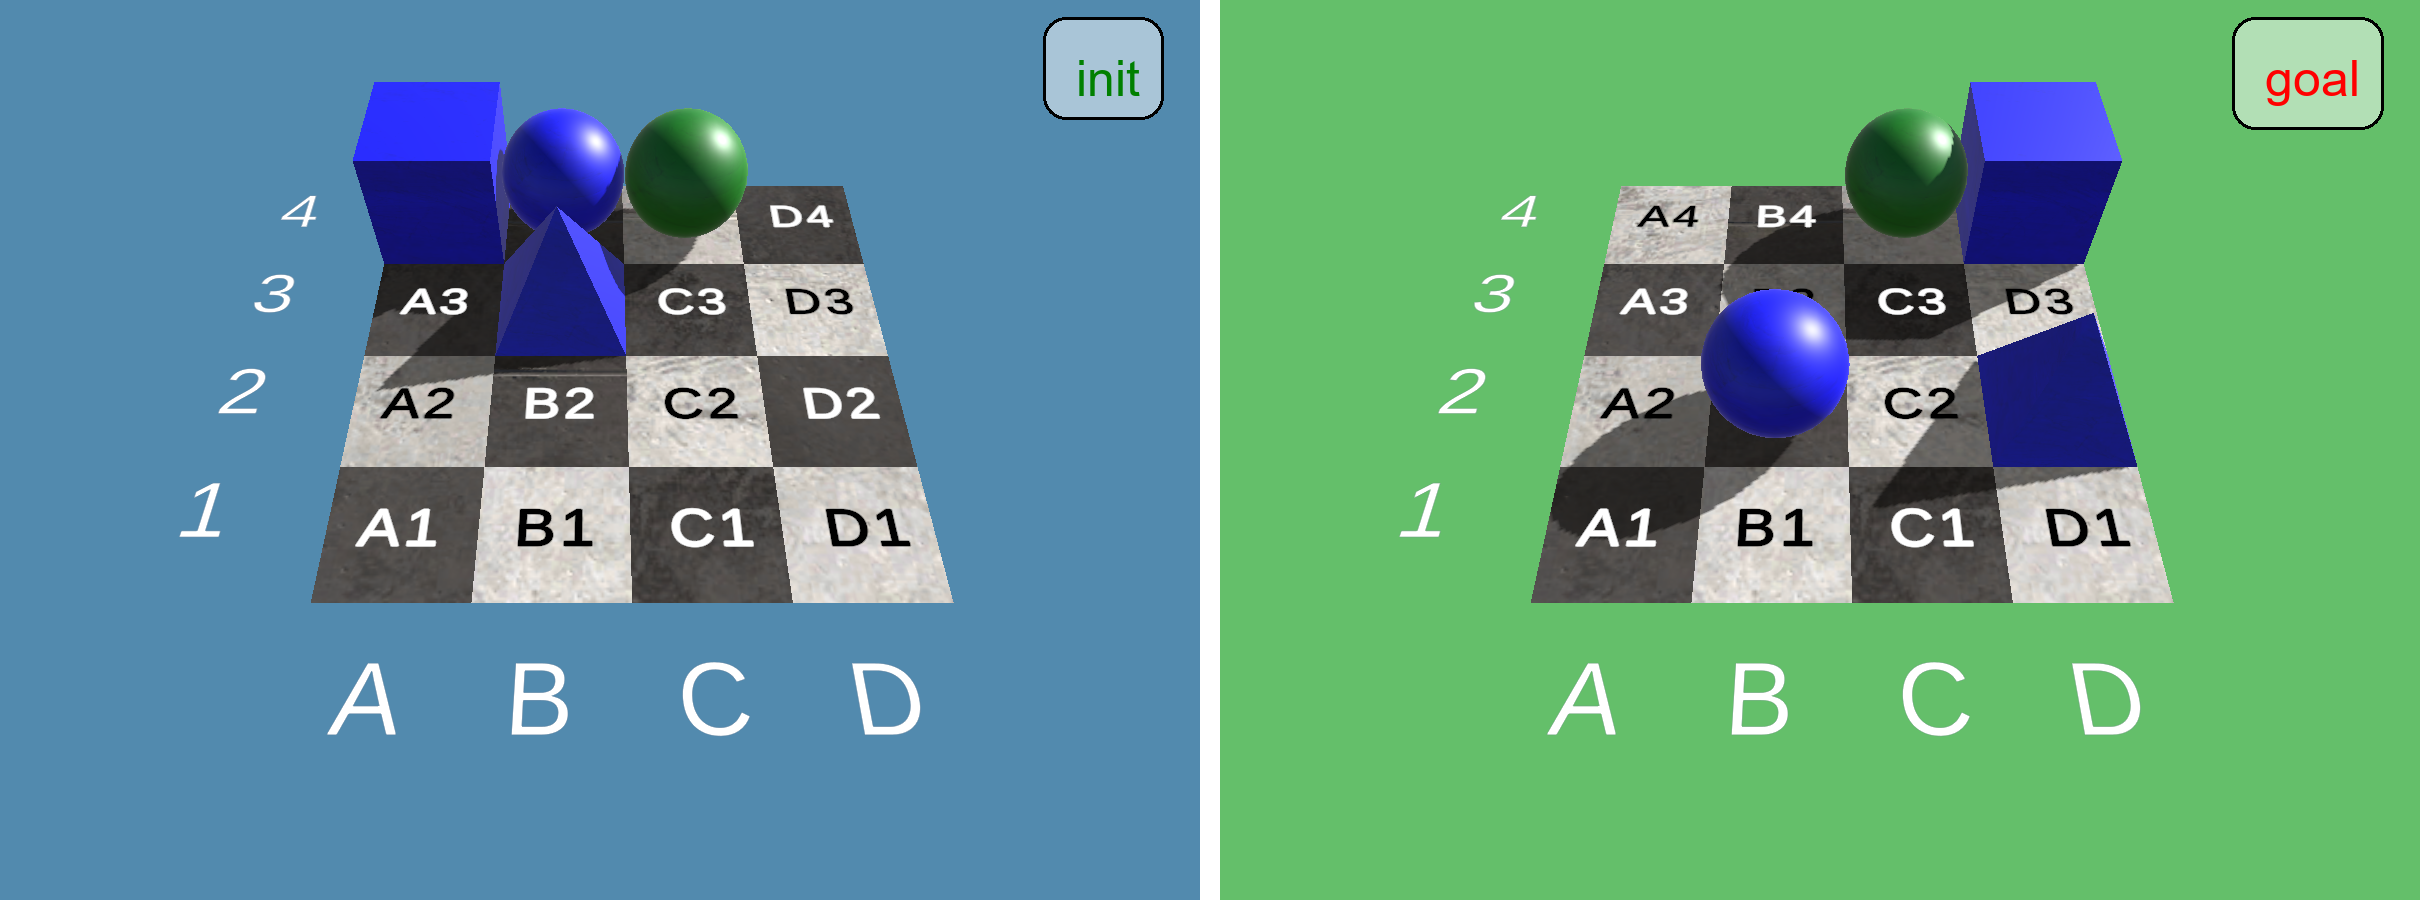 init
4 D4
3 A3 C3 D3
2 A2 B2 C2 D2
1 A1 B1 C1 D1
A B C D
goal
4 A4 B4
3 A3 C3 D3
2 A2 C2
1 A1 B1 C1 D1
A B C D